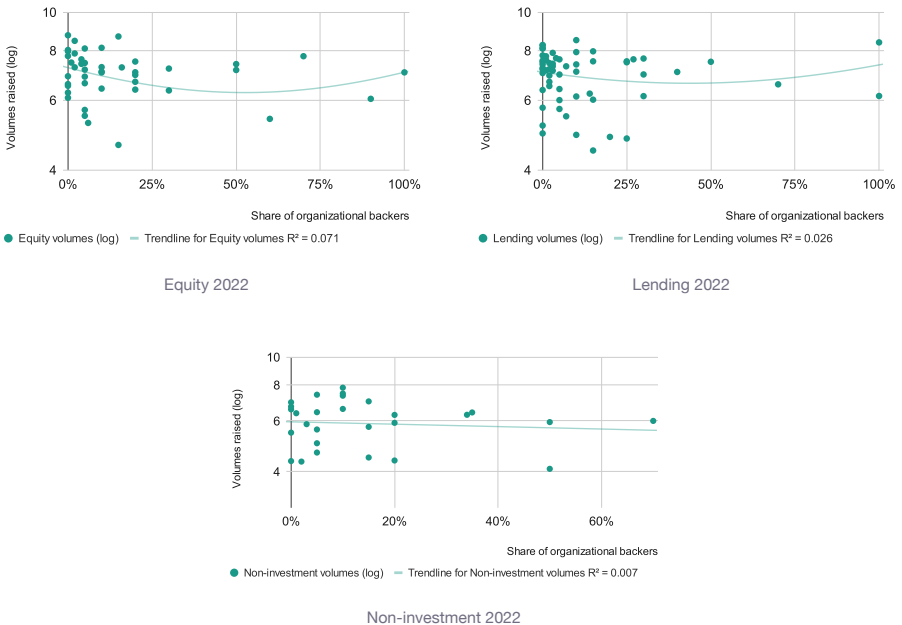 10
8
6
4
Volumes raised (log)
0%
25%
50%
75%
100%
Share of organizational backers
Equity volumes (log)
Trendline for Equity volumes R² = 0.071
Equity 2022
10
8
6
4
Volumes raised (log)
0%
25%
50%
75%
100%
Share of organizational backers
Lending volumes (log)
Trendline for Lending volumes R² = 0.026
Lending 2022
10
8
6
4
Volumes raised (log)
0%
20%
40%
60%
Share of organizational backers
Non-investment volumes (log)
Trendline for Non-investment volumes R² = 0.007
Non-investment 2022